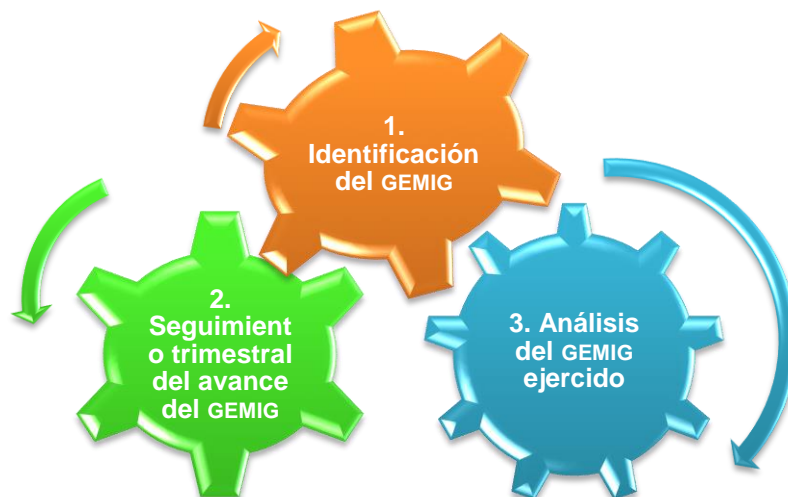 1.
Identificación
del GEMIG
2.
Seguimient
o trimestral
del avance
del GEMIG
3. Análisis
del GEMIG
ejercido